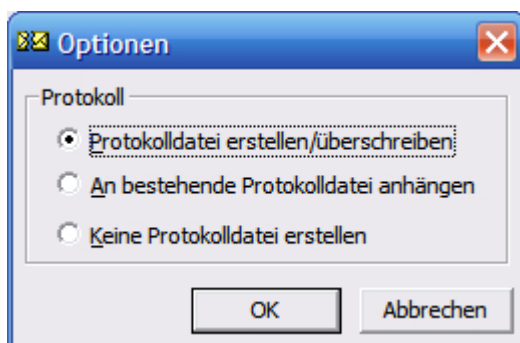 Optionen
Protokoll
Protokolldatei erstellen/überschreiben
An bestehende Protokolldatei anhängen
Keine Protokolldatei erstellen
OK Abbrechen